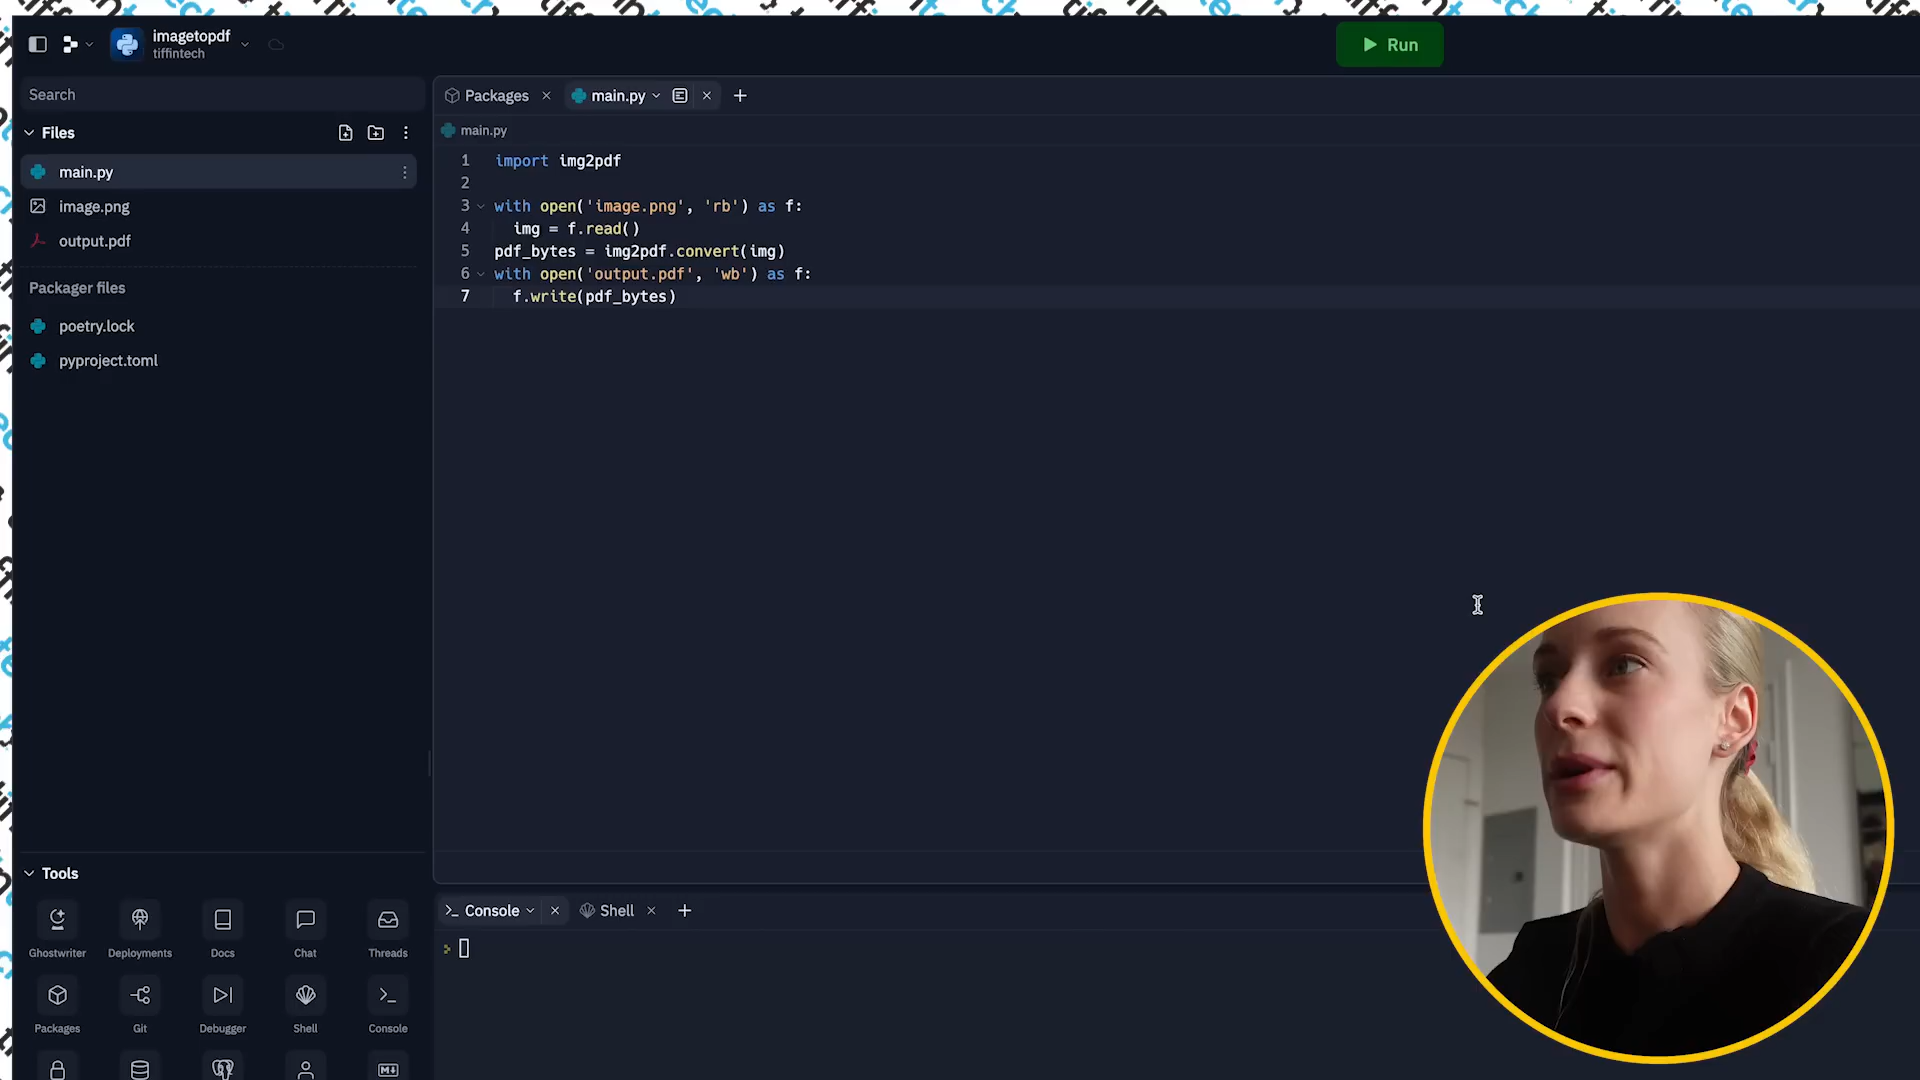 imagetopdf
tiffintech
Run
Search
Packages
main.py
Files
main.py
main.py
image.png
output.pdf
Packager files
poetry.lock
pyproject.toml
1 import img2pdf
2
3 with open('image.png', 'rb') as f:
4 img = f.read()
5 pdf_bytes = img2pdf.convert(img)
6 with open('output.pdf', 'wb') as f:
7 f.write(pdf_bytes)
Tools
Ghostwriter
Deployments
Docs
Chat
Threads
Packages
Git
Debugger
Shell
Console
Console
Shell